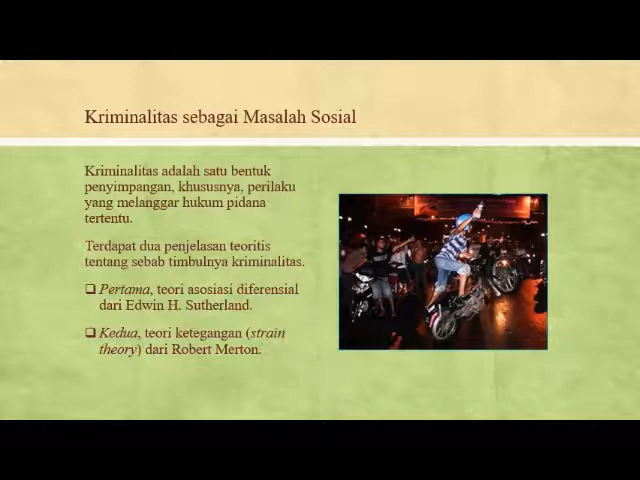 Kriminalitas sebagai Masalah Sosial
Kriminalitas adalah satu bentuk
penyimpangan, khususnya, perilaku
yang melanggar hukum pidana
tertentu.
Terdapat dua penjelasan teoritis
tentang sebab timbulnya kriminalitas.
Pertama, teori asosiasi diferensial
dari Edwin H. Sutherland.
Kedua, teori ketegangan (strain
theory) dari Robert Merton.